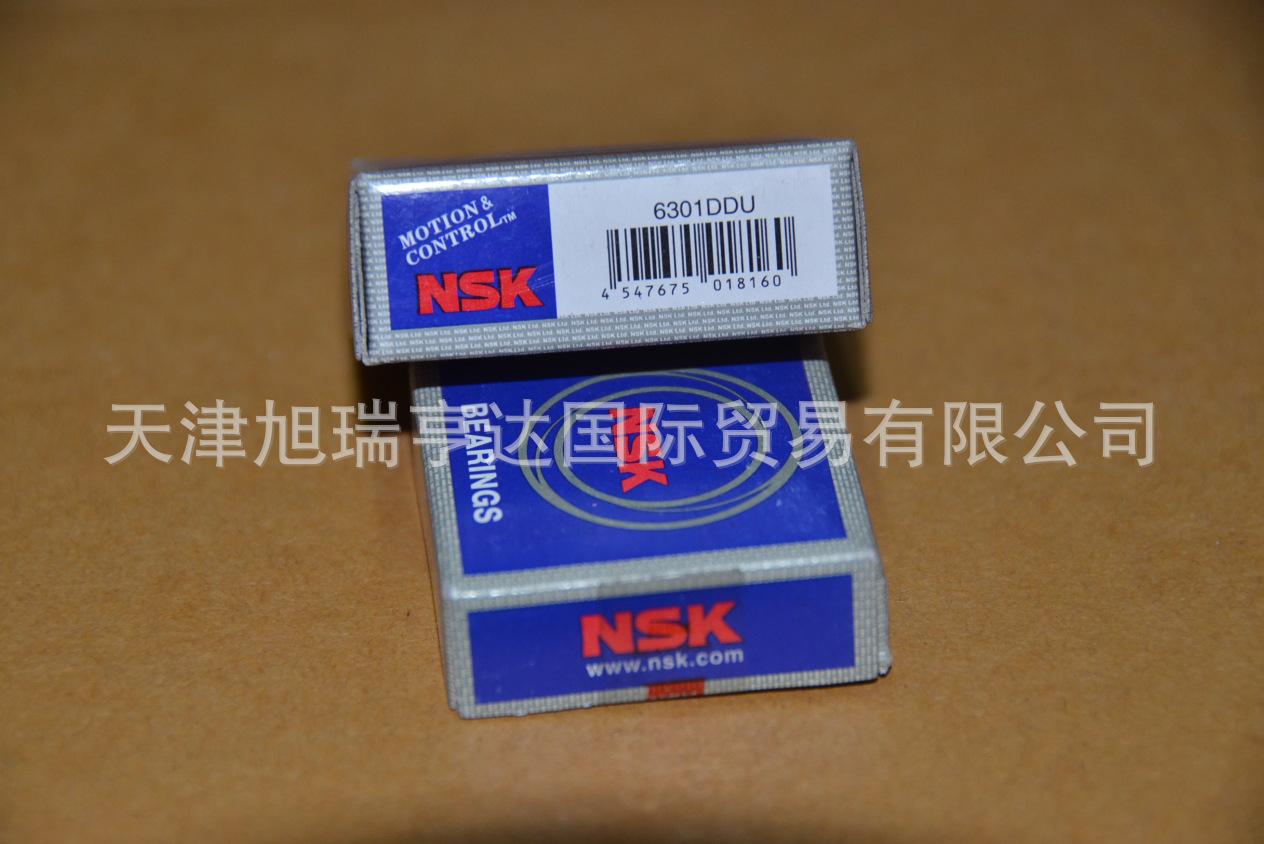 MOTION &
CONTROL™
NSK
6301DDU
4 547675 018160
天津旭瑞亨达国际贸易有限公司
BEARINGS
NSK
NSK
www.nsk.com